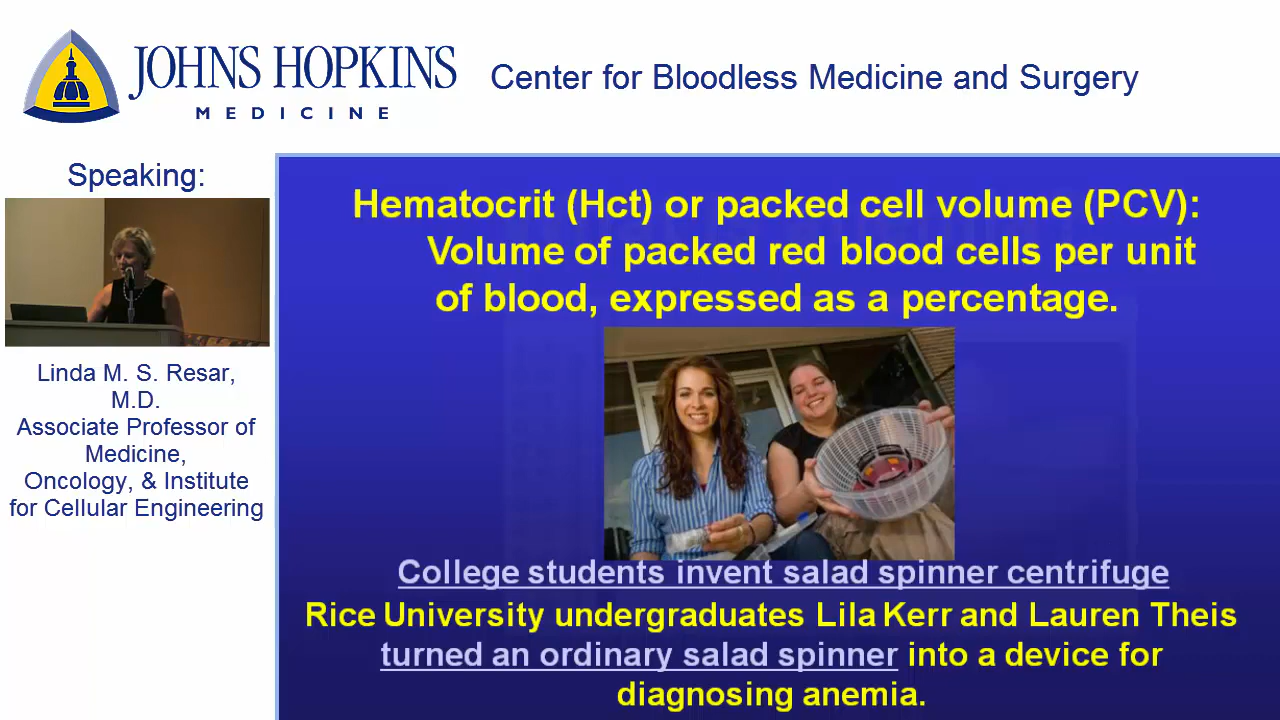 JOHNS HOPKINS
MEDICINE
Center for Bloodless Medicine and Surgery
Speaking:
Linda M. S. Resar,
M.D.
Associate Professor of
Medicine,
Oncology, & Institute
for Cellular Engineering
Hematocrit (Hct) or packed cell volume (PCV):
Volume of packed red blood cells per unit
of blood, expressed as a percentage.
College students invent salad spinner centrifuge
Rice University undergraduates Lila Kerr and Lauren Theis
turned an ordinary salad spinner into a device for
diagnosing anemia.